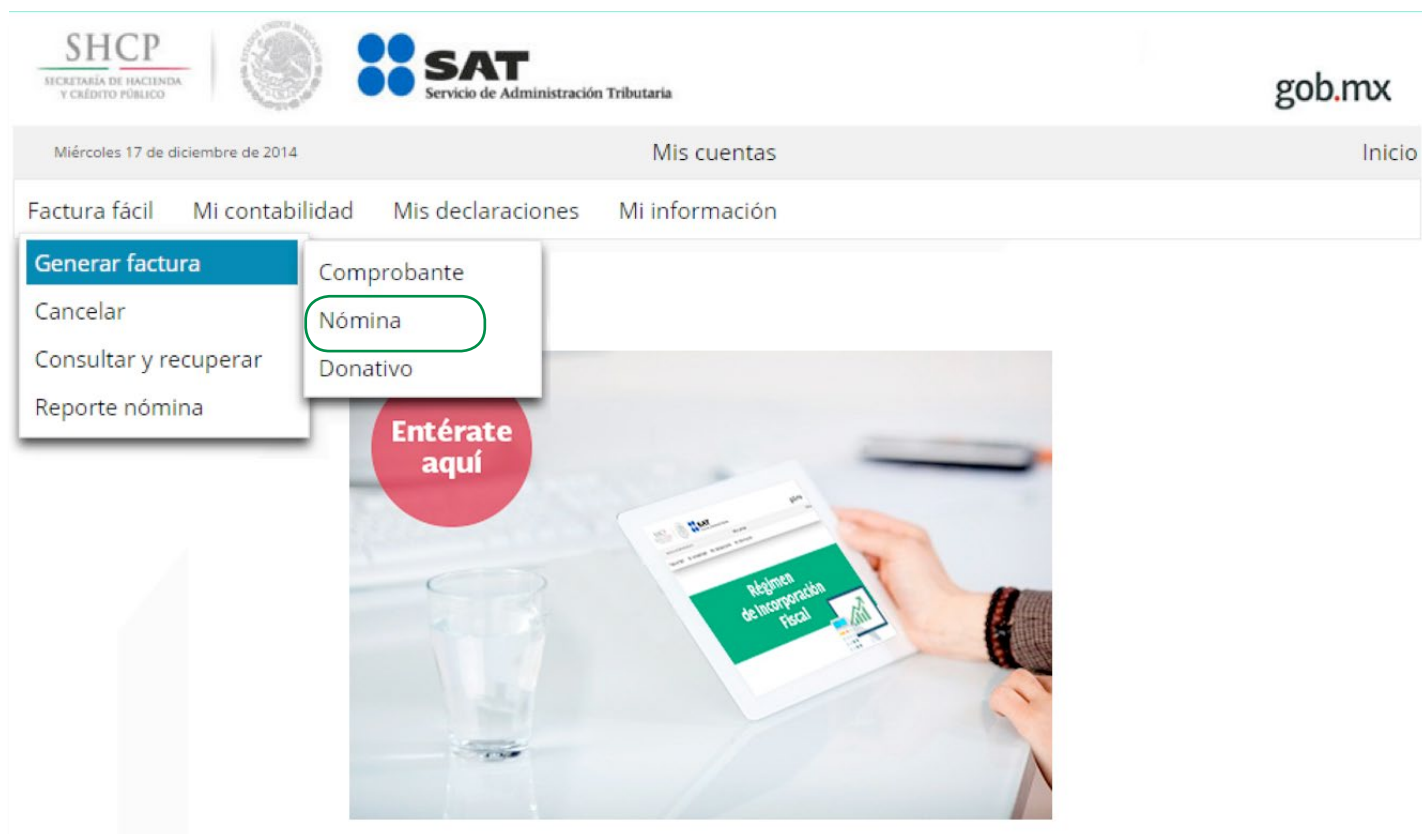 SHCP
SECRETARÍA DE HACIENDA
Y CRÉDITO PÚBLICO
SAT
Servicio de Administración Tributaria
gob.mx
Miércoles 17 de diciembre de 2014
Mis cuentas
Inicio
Factura fácil
Mi contabilidad
Mis declaraciones
Mi información
Generar factura
Cancelar
Consultar y recuperar
Reporte nómina
Comprobante
Nómina
Donativo
Entérate
aquí
SAT
Régimen
de Incorporación
Fiscal